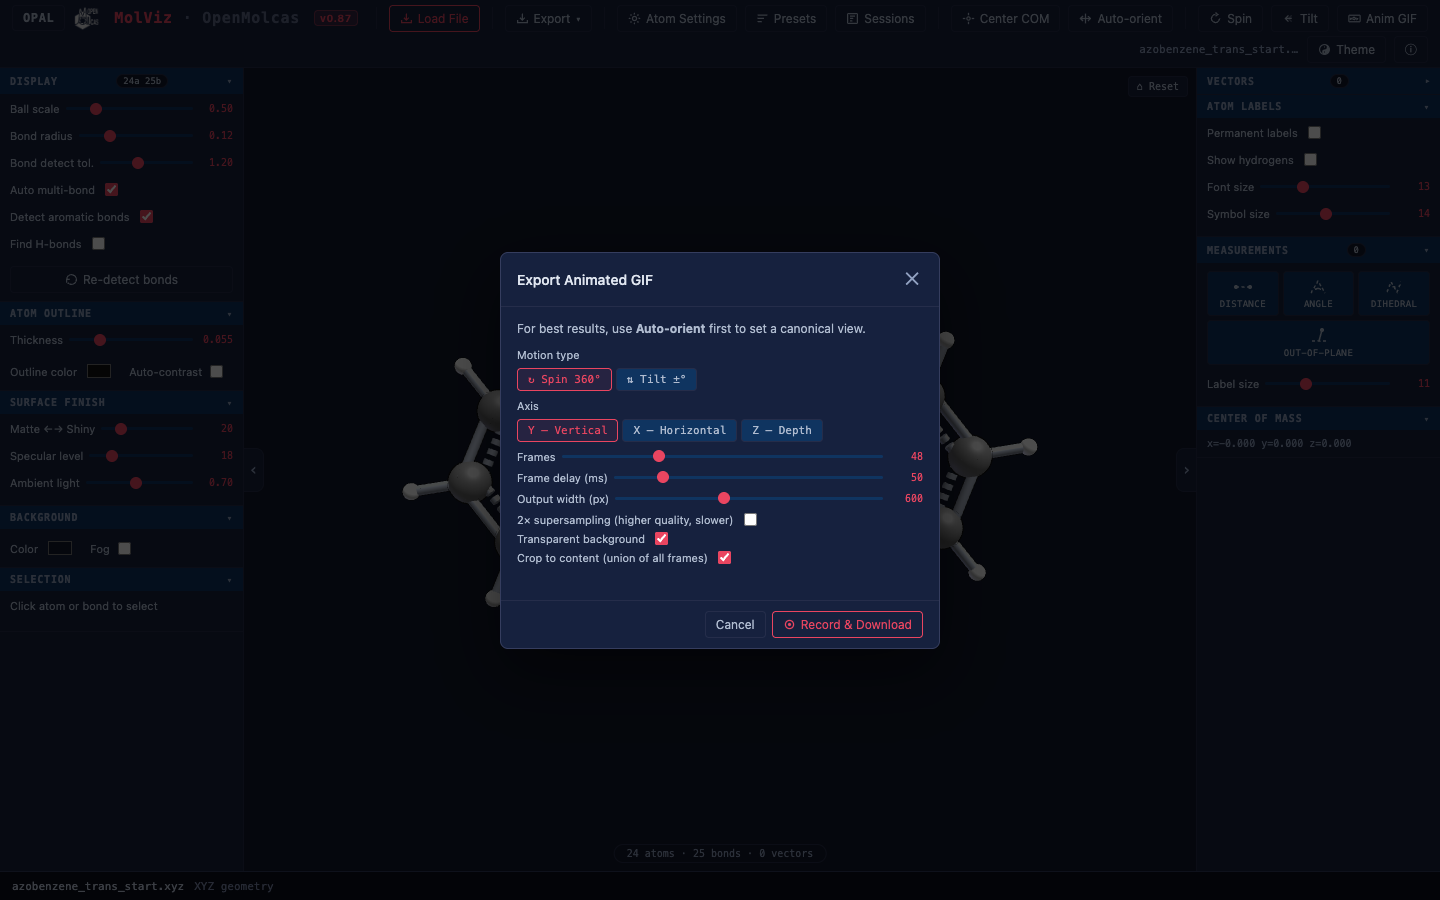 OPAL MolViz · OpenMolcas v0.87 Load File Export ▾ Atom Settings Presets Sessions Center COM Auto-orient Spin Tilt Anim GIF
azobenzene_trans_start.… Theme
DISPLAY 24a 25b
Ball scale 0.50
Bond radius 0.12
Bond detect tol. 1.20
Auto multi-bond
Detect aromatic bonds
Find H-bonds
Re-detect bonds
ATOM OUTLINE
Thickness 0.055
Outline color Auto-contrast
SURFACE FINISH
Matte ↔ Shiny 20
Specular level 18
Ambient light 0.70
BACKGROUND
Color Fog
SELECTION
Click atom or bond to select
⌂ Reset
Export Animated GIF
For best results, use Auto-orient first to set a canonical view.
Motion type
↻ Spin 360° ⇅ Tilt ±°
Axis
Y — Vertical X — Horizontal Z — Depth
Frames 48
Frame delay (ms) 50
Output width (px) 600
2× supersampling (higher quality, slower)
Transparent background
Crop to content (union of all frames)
Cancel Record & Download
24 atoms · 25 bonds · 0 vectors
VECTORS 0
ATOM LABELS
Permanent labels
Show hydrogens
Font size 13
Symbol size 14
MEASUREMENTS 0
DISTANCE ANGLE DIHEDRAL
OUT-OF-PLANE
Label size 11
CENTER OF MASS
x=-0.000 y=0.000 z=0.000
azobenzene_trans_start.xyz XYZ geometry